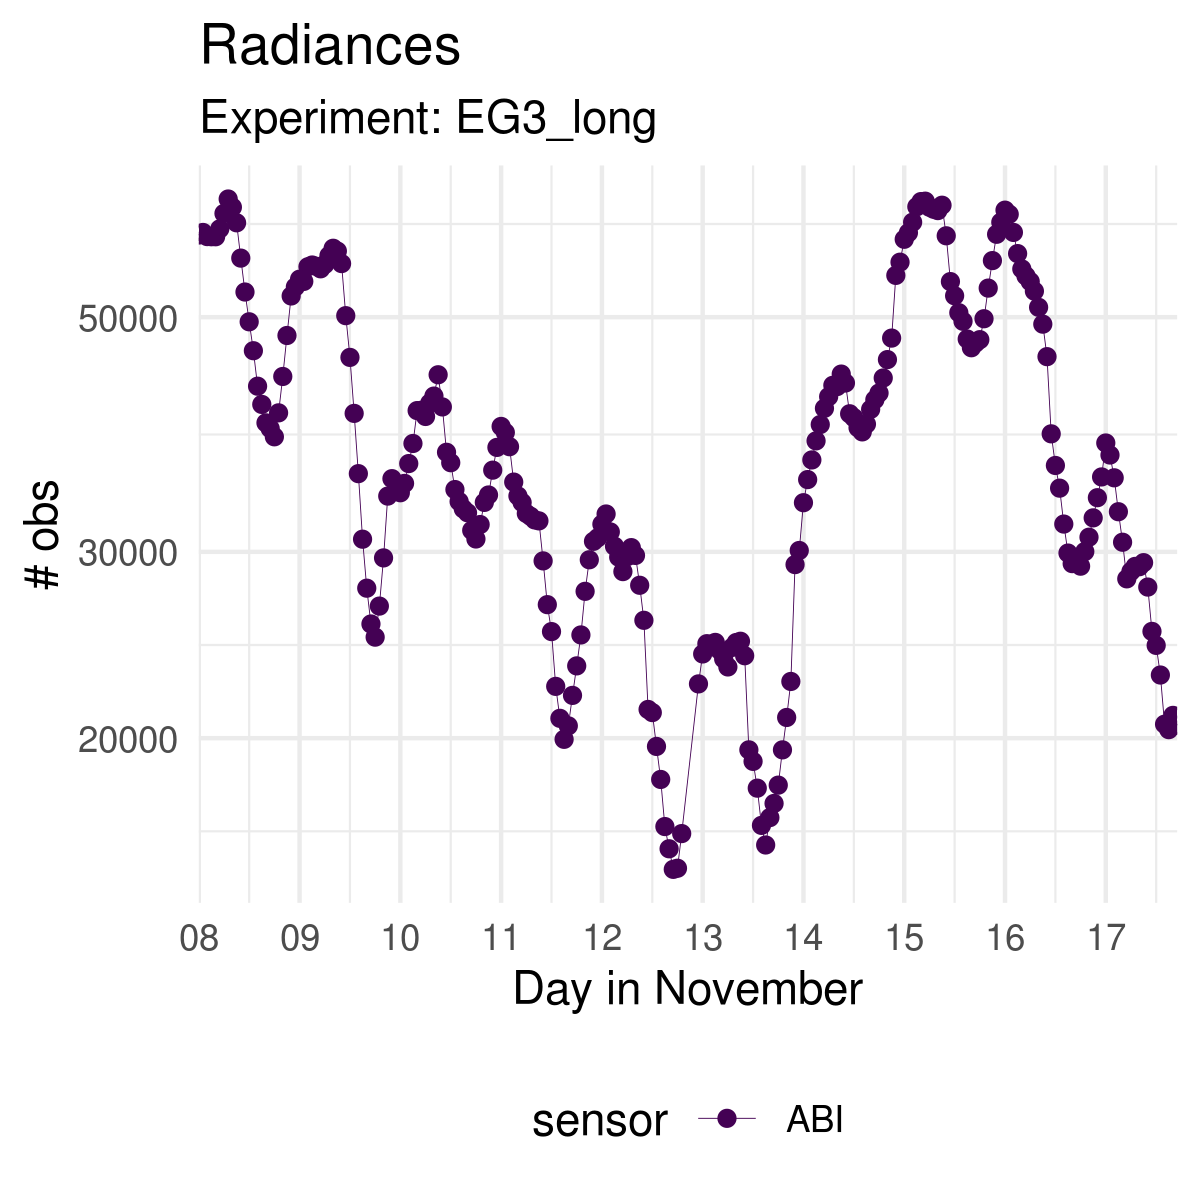 Radiances
Experiment: EG3_long
# obs
50000
30000
20000
08 09 10 11 12 13 14 15 16 17
Day in November
sensor ABI